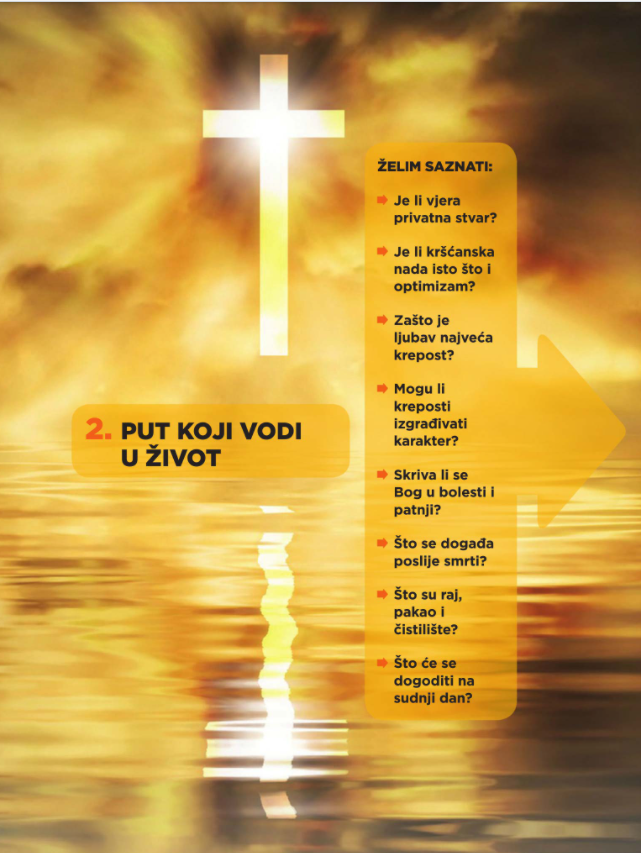 2. PUT KOJI VODI
U ŽIVOT
ŽELIM SAZNATI:
Je li vjera
privatna stvar?
Je li kršćanska
nada isto što i
optimizam?
Zašto je
ljubav najveća
krepost?
Mogu li
kreposti
izgrađivati
karakter?
Skriva li se
Bog u bolesti i
patnji?
Što se događa
poslije smrti?
Što su raj,
pakao i
čistilište?
Što će se
dogoditi na
sudnji dan?